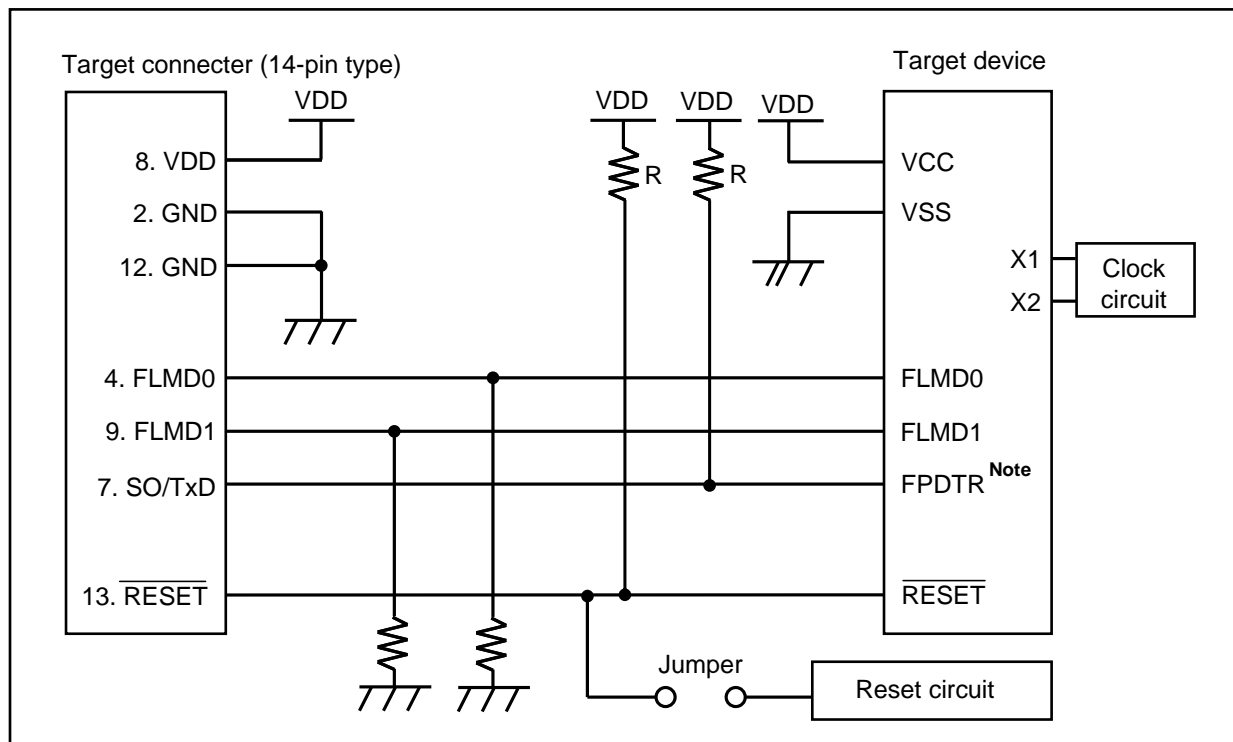 Target connecter (14-pin type)
Target device
VDD
VDD
VDD
VDD
8. VDD
R
R
VCC
2. GND
VSS
12. GND
X1
Clock
circuit
X2
4. FLMD0
FLMD0
9. FLMD1
FLMD1
7. SO/TxD
FPDTR Note
13. RESET
RESET
Jumper
Reset circuit